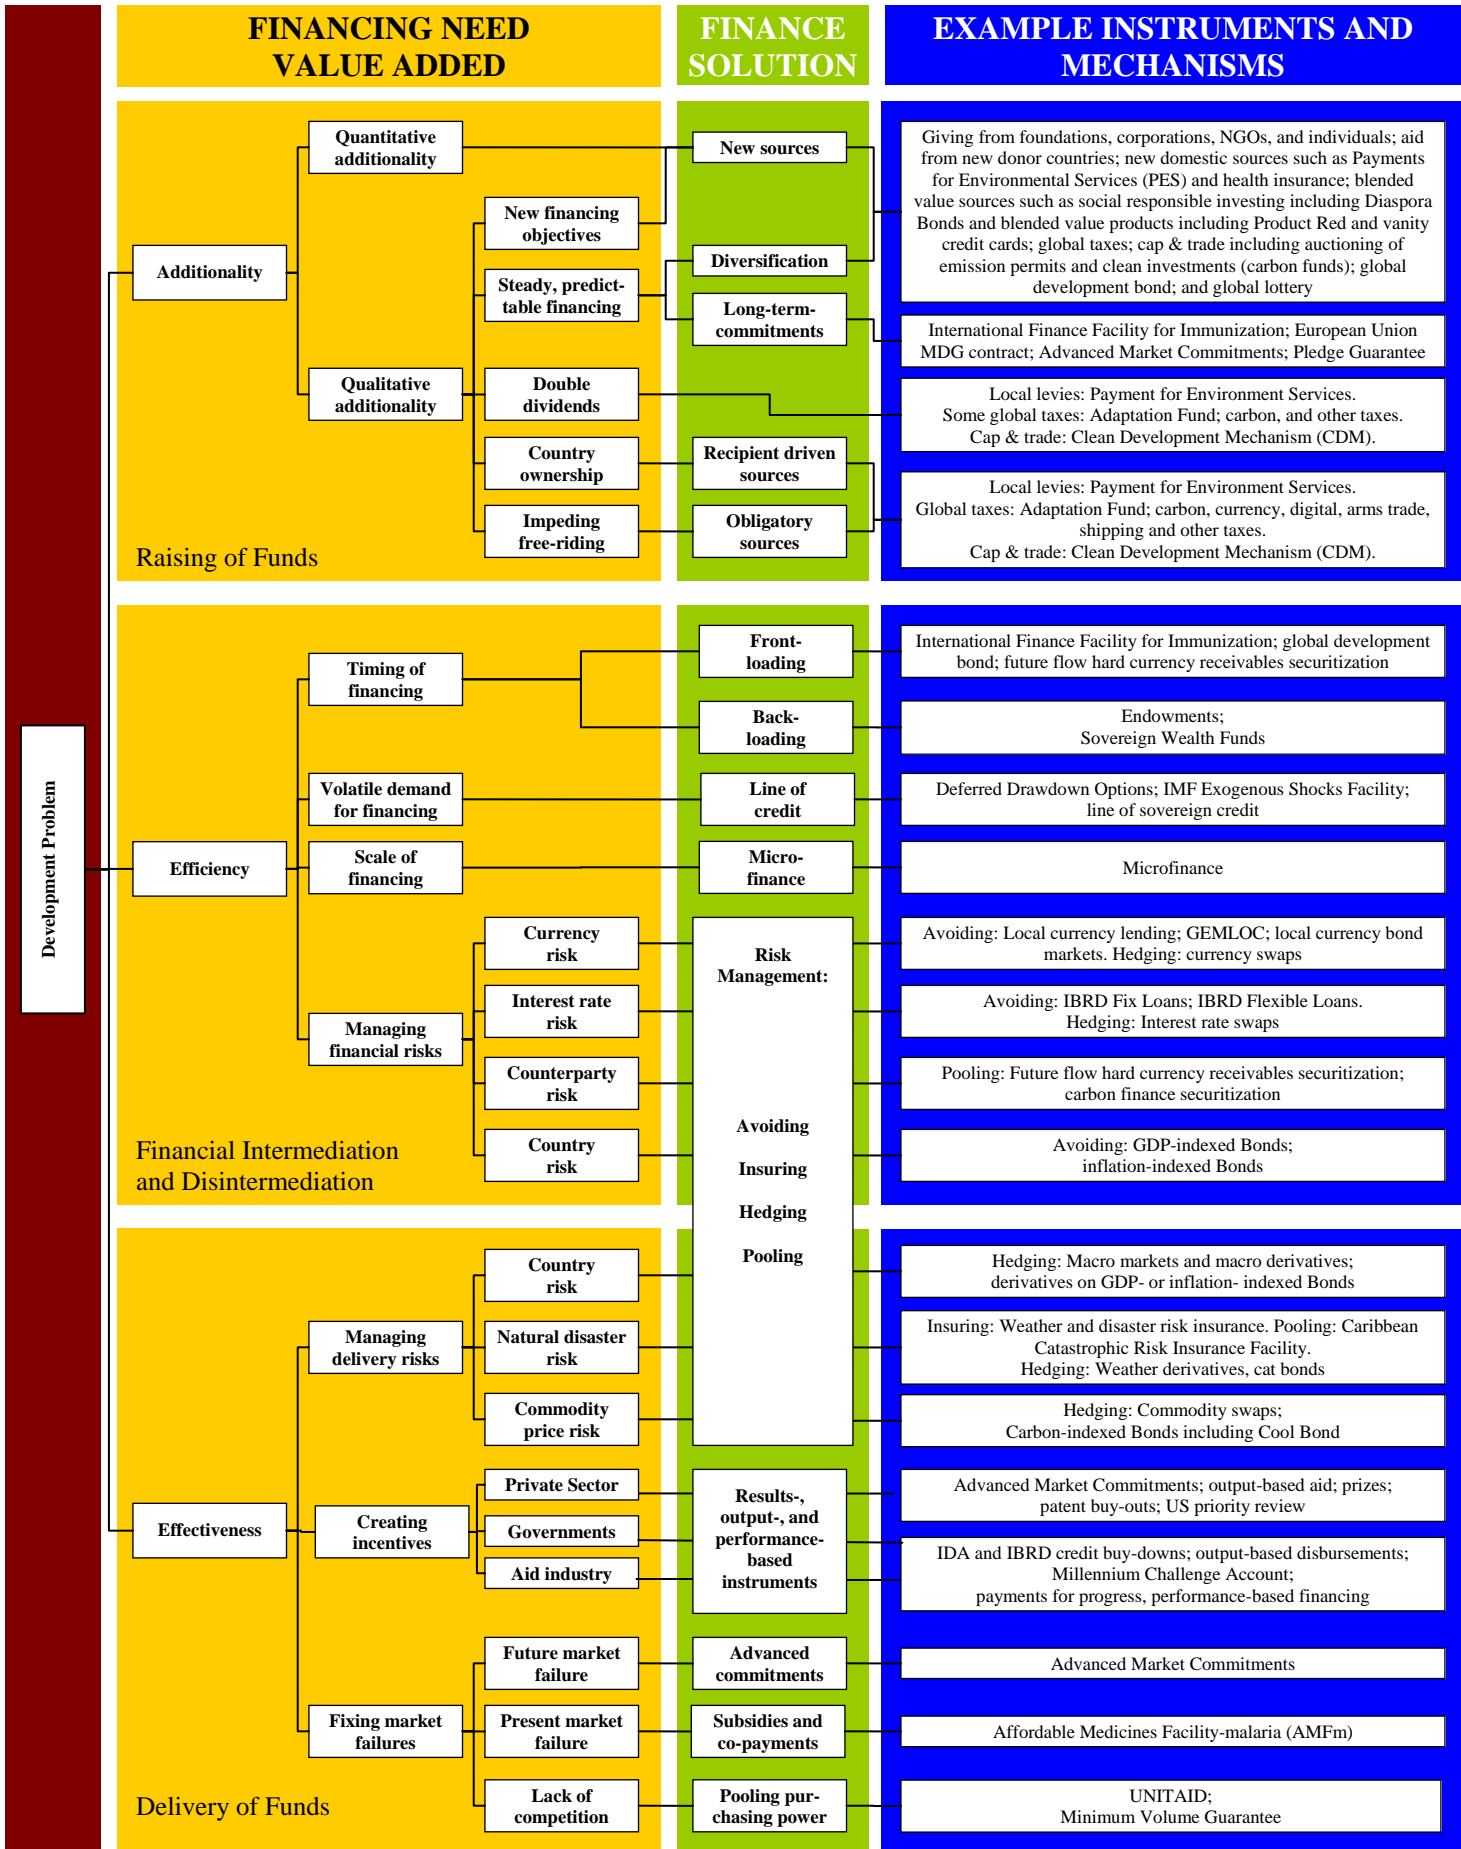 FINANCING NEED
VALUE ADDED
FINANCE
SOLUTION
EXAMPLE INSTRUMENTS AND
MECHANISMS
Development Problem
Additionality
Quantitative
additionality
Qualitative
additionality
New financing
objectives
Steady, predict-
table financing
Double
dividends
Country
ownership
Impeding
free-riding
Raising of Funds
New sources
Diversification
Long-term-
commitments
Recipient driven
sources
Obligatory
sources
Giving from foundations, corporations, NGOs, and individuals; aid
from new donor countries; new domestic sources such as Payments
for Environmental Services (PES) and health insurance; blended
value sources such as social responsible investing including Diaspora
Bonds and blended value products including Product Red and vanity
credit cards; global taxes; cap & trade including auctioning of
emission permits and clean investments (carbon funds); global
development bond; and global lottery
International Finance Facility for Immunization; European Union
MDG contract; Advanced Market Commitments; Pledge Guarantee
Local levies: Payment for Environment Services.
Some global taxes: Adaptation Fund; carbon, and other taxes.
Cap & trade: Clean Development Mechanism (CDM).
Local levies: Payment for Environment Services.
Global taxes: Adaptation Fund; carbon, currency, digital, arms trade,
shipping and other taxes.
Cap & trade: Clean Development Mechanism (CDM).
Efficiency
Timing of
financing
Volatile demand
for financing
Scale of
financing
Managing
financial risks
Currency
risk
Interest rate
risk
Counterparty
risk
Country
risk
Financial Intermediation
and Disintermediation
Front-
loading
Back-
loading
Line of
credit
Micro-
finance
Risk
Management:
Avoiding
Insuring
Hedging
Pooling
International Finance Facility for Immunization; global development
bond; future flow hard currency receivables securitization
Endowments;
Sovereign Wealth Funds
Deferred Drawdown Options; IMF Exogenous Shocks Facility;
line of sovereign credit
Microfinance
Avoiding: Local currency lending; GEMLOC; local currency bond
markets. Hedging: currency swaps
Avoiding: IBRD Fix Loans; IBRD Flexible Loans.
Hedging: Interest rate swaps
Pooling: Future flow hard currency receivables securitization;
carbon finance securitization
Avoiding: GDP-indexed Bonds;
inflation-indexed Bonds
Effectiveness
Managing
delivery risks
Creating
incentives
Fixing market
failures
Country
risk
Natural disaster
risk
Commodity
price risk
Private Sector
Governments
Aid industry
Future market
failure
Present market
failure
Lack of
competition
Delivery of Funds
Results-,
output-, and
performance-
based
instruments
Advanced
commitments
Subsidies and
co-payments
Pooling pur-
chasing power
Hedging: Macro markets and macro derivatives;
derivatives on GDP- or inflation- indexed Bonds
Insuring: Weather and disaster risk insurance. Pooling: Caribbean
Catastrophic Risk Insurance Facility.
Hedging: Weather derivatives, cat bonds
Hedging: Commodity swaps;
Carbon-indexed Bonds including Cool Bond
Advanced Market Commitments; output-based aid; prizes;
patent buy-outs; US priority review
IDA and IBRD credit buy-downs; output-based disbursements;
Millennium Challenge Account;
payments for progress, performance-based financing
Advanced Market Commitments
Affordable Medicines Facility-malaria (AMFm)
UNITAID;
Minimum Volume Guarantee